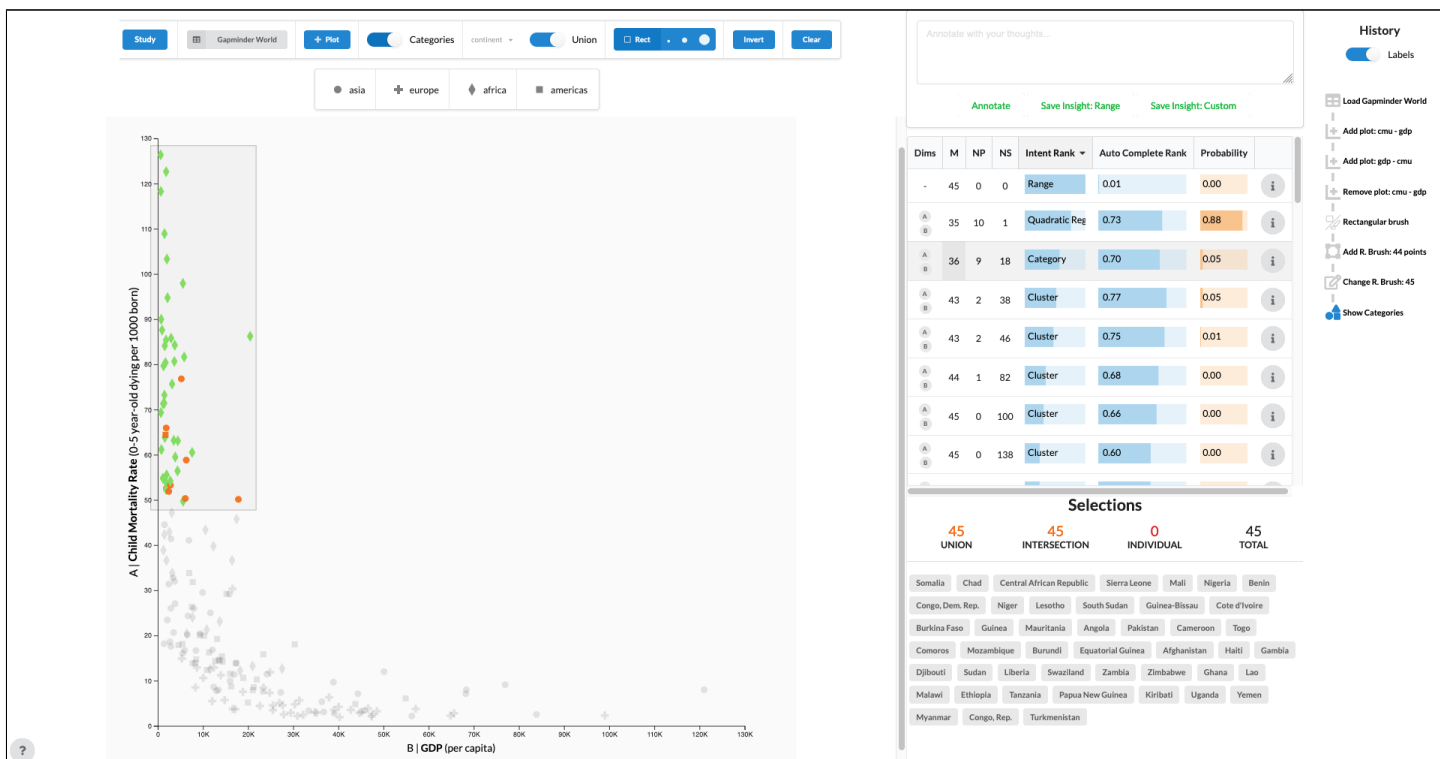 Study
Gapminder World
+ Plot
Categories
continent
Union
Rect
Invert
Clear
asia
europe
africa
americas
A | Child Mortality Rate (0-5 year-old dying per 1000 born)
130
120
110
100
90
80
70
60
50
40
30
20
10
0
0
10K
20K
30K
40K
50K
60K
70K
80K
90K
100K
110K
120K
130K
B | GDP (per capita)
?
Annotate with your thoughts...
Annotate
Save Insight: Range
Save Insight: Custom
Dims M NP NS Intent Rank Auto Complete Rank Probability
- 45 0 0 Range 0.01 0.00 i
A B 35 10 1 Quadratic Reg 0.73 0.88 i
A B 36 9 18 Category 0.70 0.05 i
A B 43 2 38 Cluster 0.77 0.05 i
A B 43 2 46 Cluster 0.75 0.01 i
A B 44 1 82 Cluster 0.68 0.00 i
A B 45 0 100 Cluster 0.66 0.00 i
A B 45 0 138 Cluster 0.60 0.00 i
Selections
45 45 0 45
UNION INTERSECTION INDIVIDUAL TOTAL
Somalia Chad Central African Republic Sierra Leone Mali Nigeria Benin
Congo, Dem. Rep. Niger Lesotho South Sudan Guinea-Bissau Cote d'Ivoire
Burkina Faso Guinea Mauritania Angola Pakistan Cameroon Togo
Comoros Mozambique Burundi Equatorial Guinea Afghanistan Haiti Gambia
Djibouti Sudan Liberia Swaziland Zambia Zimbabwe Ghana Lao
Malawi Ethiopia Tanzania Papua New Guinea Kiribati Uganda Yemen
Myanmar Congo, Rep. Turkmenistan
History
Labels
Load Gapminder World
Add plot: cmu - gdp
Add plot: gdp - cmu
Remove plot: cmu - gdp
Rectangular brush
Add R. Brush: 44 points
Change R. Brush: 45
Show Categories